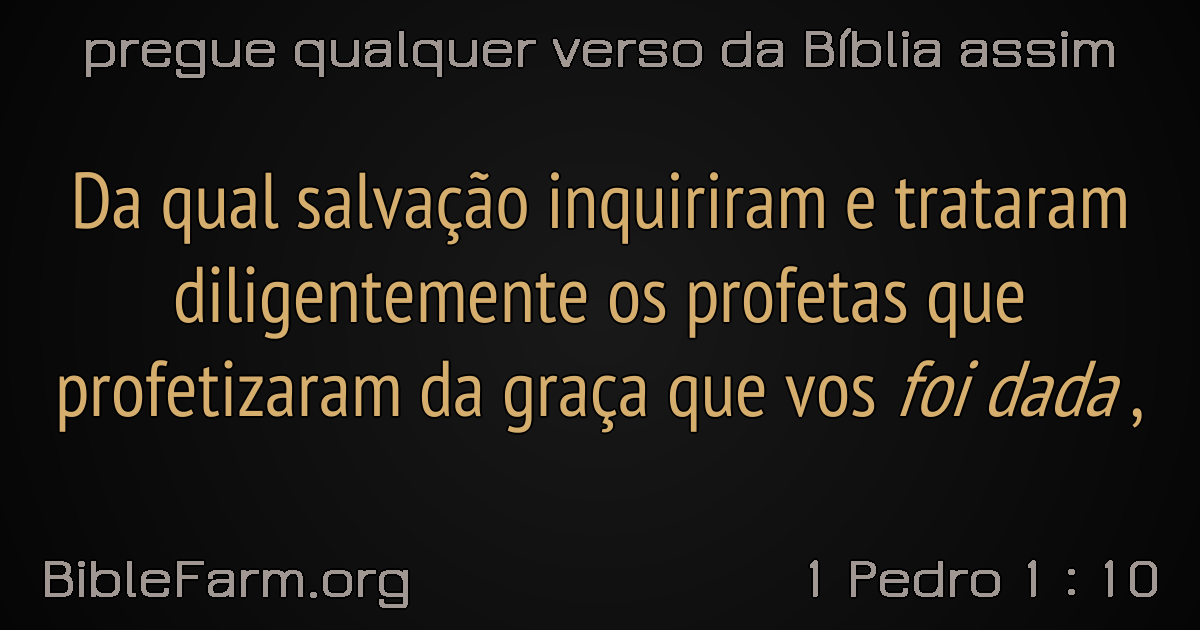 pregue qualquer verso da Bíblia assim
Da qual salvação inquiriram e trataram
diligentemente os profetas que
profetizaram da graça que vos foi dada ,
BibleFarm.org
1 Pedro 1 : 10